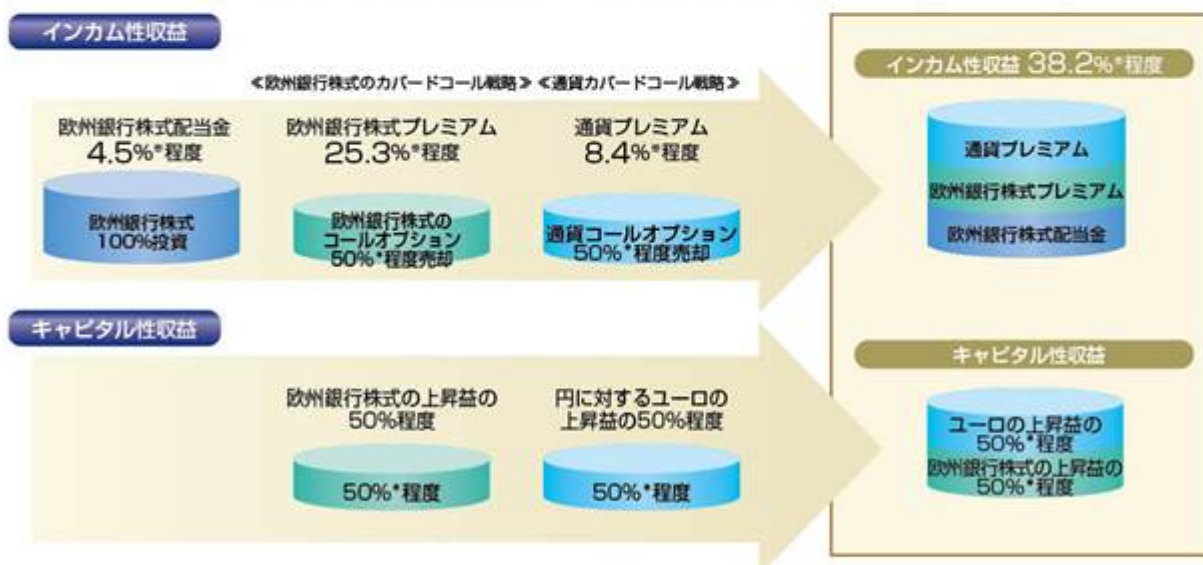 インカム性収益
≪欧州銀行株式のカバードコール戦略≫
≪通貨カバードコール戦略≫
欧州銀行株式配当金
4.5%*程度
欧州銀行株式
100%投資
欧州銀行株式プレミアム
25.3%*程度
欧州銀行株式の
コールオプション
50%*程度売却
通貨プレミアム
8.4%*程度
通貨コールオプション
50%*程度売却
インカム性収益 38.2%*程度
通貨プレミアム
欧州銀行株式プレミアム
欧州銀行株式配当金
キャピタル性収益
欧州銀行株式の上昇益の
50%程度
50%*程度
円に対するユーロの
上昇益の50%程度
50%*程度
キャピタル性収益
ユーロの上昇益の
50%*程度
欧州銀行株式の上昇益の
50%*程度